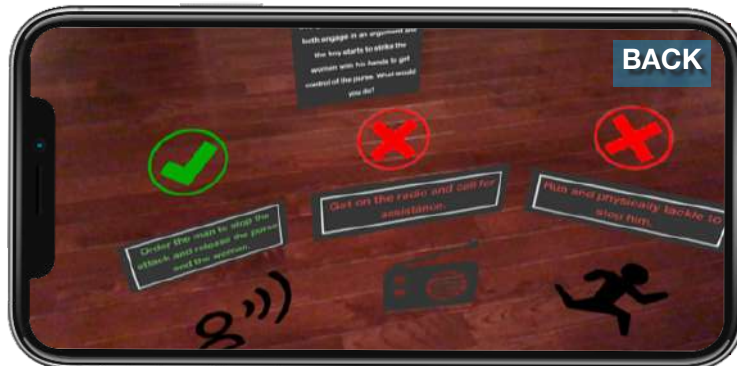 BACK
both engage in an argument and
the boy starts to strike the
women with his hands to get
control of the purse. What would
you do?
Order the man to stop the
attack and release the purse
and the woman.
Get on the radio and call for
assistance.
Run and physically tackle to
stop him.